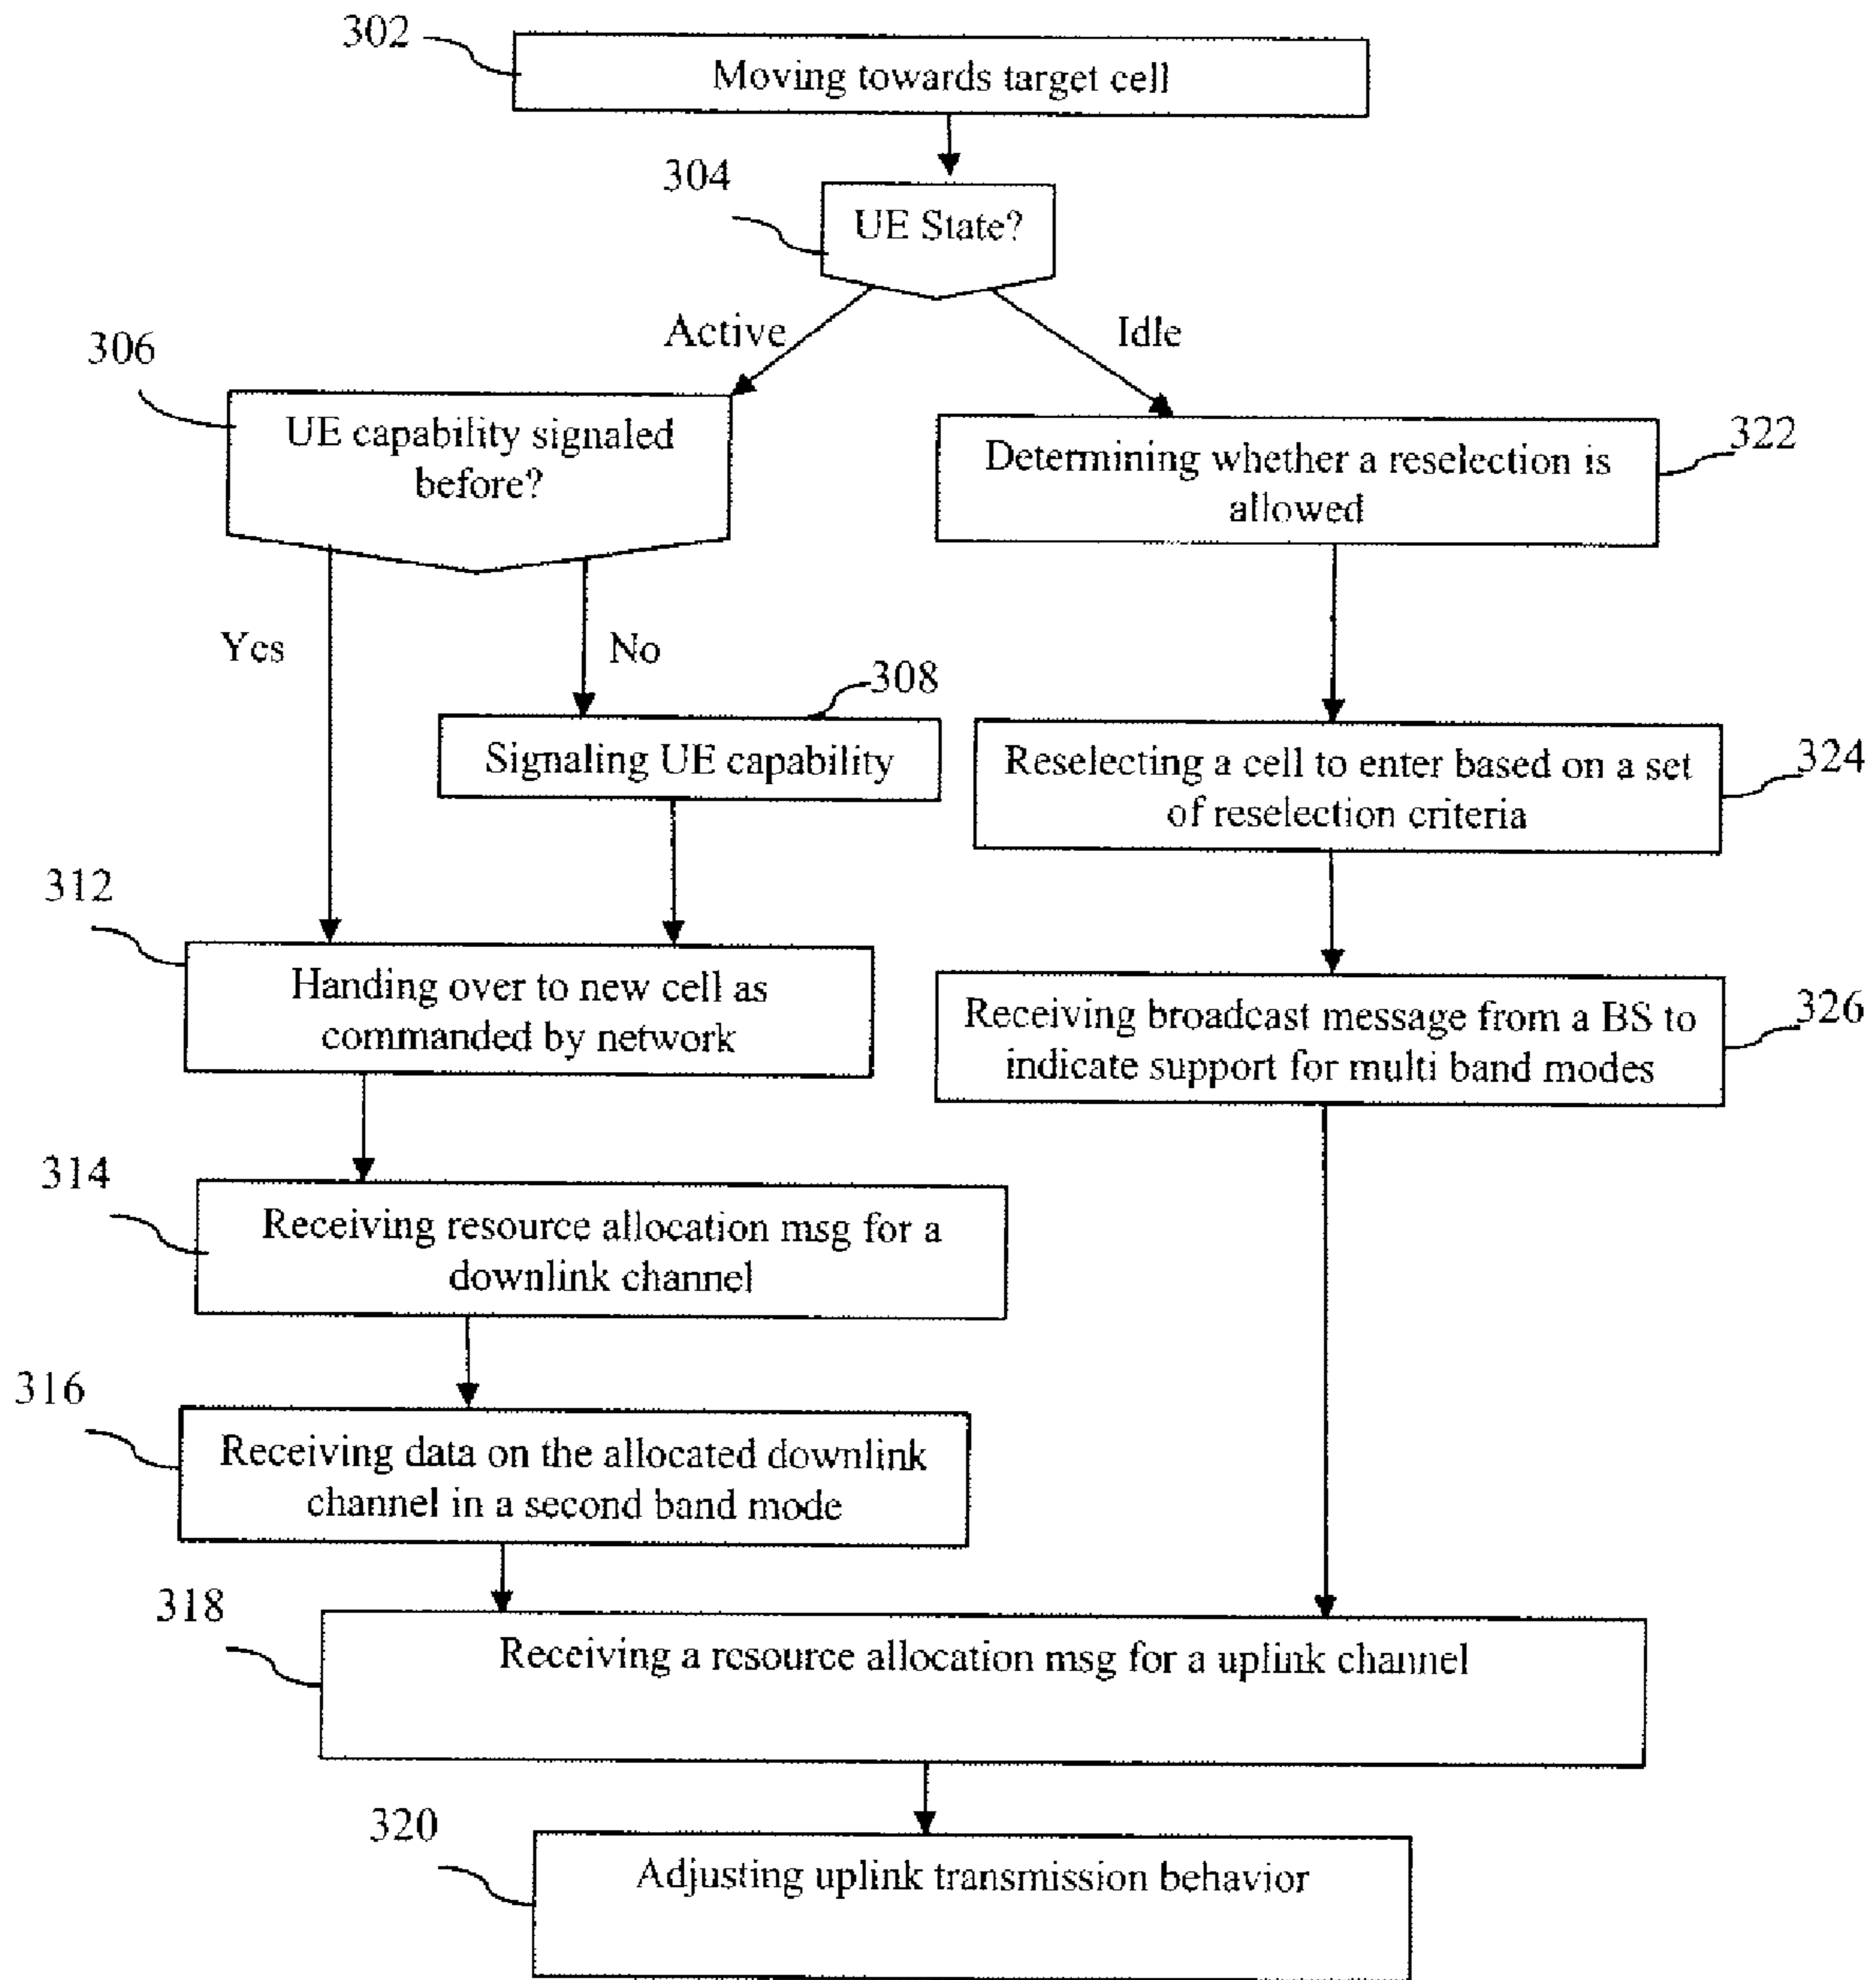 302
Moving towards target cell
304
UE State?
Active
Idle
306
UE capability signaled
before?
322
Determining whether a reselection is
allowed
Yes
No
308
Signaling UE capability
324
Reselecting a cell to enter based on a set
of reselection criteria
312
Handing over to new cell as
commanded by network
326
Receiving broadcast message from a BS to
indicate support for multi band modes
314
Receiving resource allocation msg for a
downlink channel
316
Receiving data on the allocated downlink
channel in a second band mode
318
Receiving a resource allocation msg for a uplink channel
320
Adjusting uplink transmission behavior